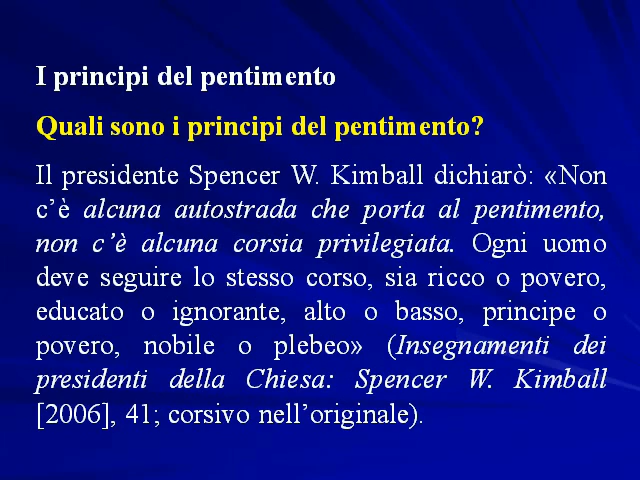 I principi del pentimento
Quali sono i principi del pentimento?
Il presidente Spencer W. Kimball dichiarò: «Non
c’è alcuna autostrada che porta al pentimento,
non c’è alcuna corsia privilegiata. Ogni uomo
deve seguire lo stesso corso, sia ricco o povero,
educato o ignorante, alto o basso, principe o
povero, nobile o plebeo» (Insegnamenti dei
presidenti della Chiesa: Spencer W. Kimball
[2006], 41; corsivo nell’originale).